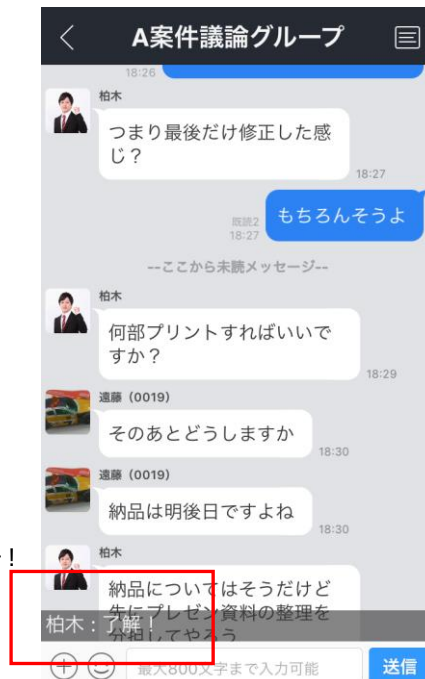 A案件議論グループ
18:26
柏木
つまり最後だけ修正した感
じ？
18:27
既読2
18:27
もちろんそうよ
--ここから未読メッセージ--
柏木
何部プリントすればいいで
すか？
18:29
遠藤（0019）
そのあとどうしますか
18:30
遠藤（0019）
納品は明後日ですよね
18:30
!
柏木
納品についてはそうだけど
先にプレゼン資料の整理を
分担してやろう
柏木：了解！
最大800文字まで入力可能
送信